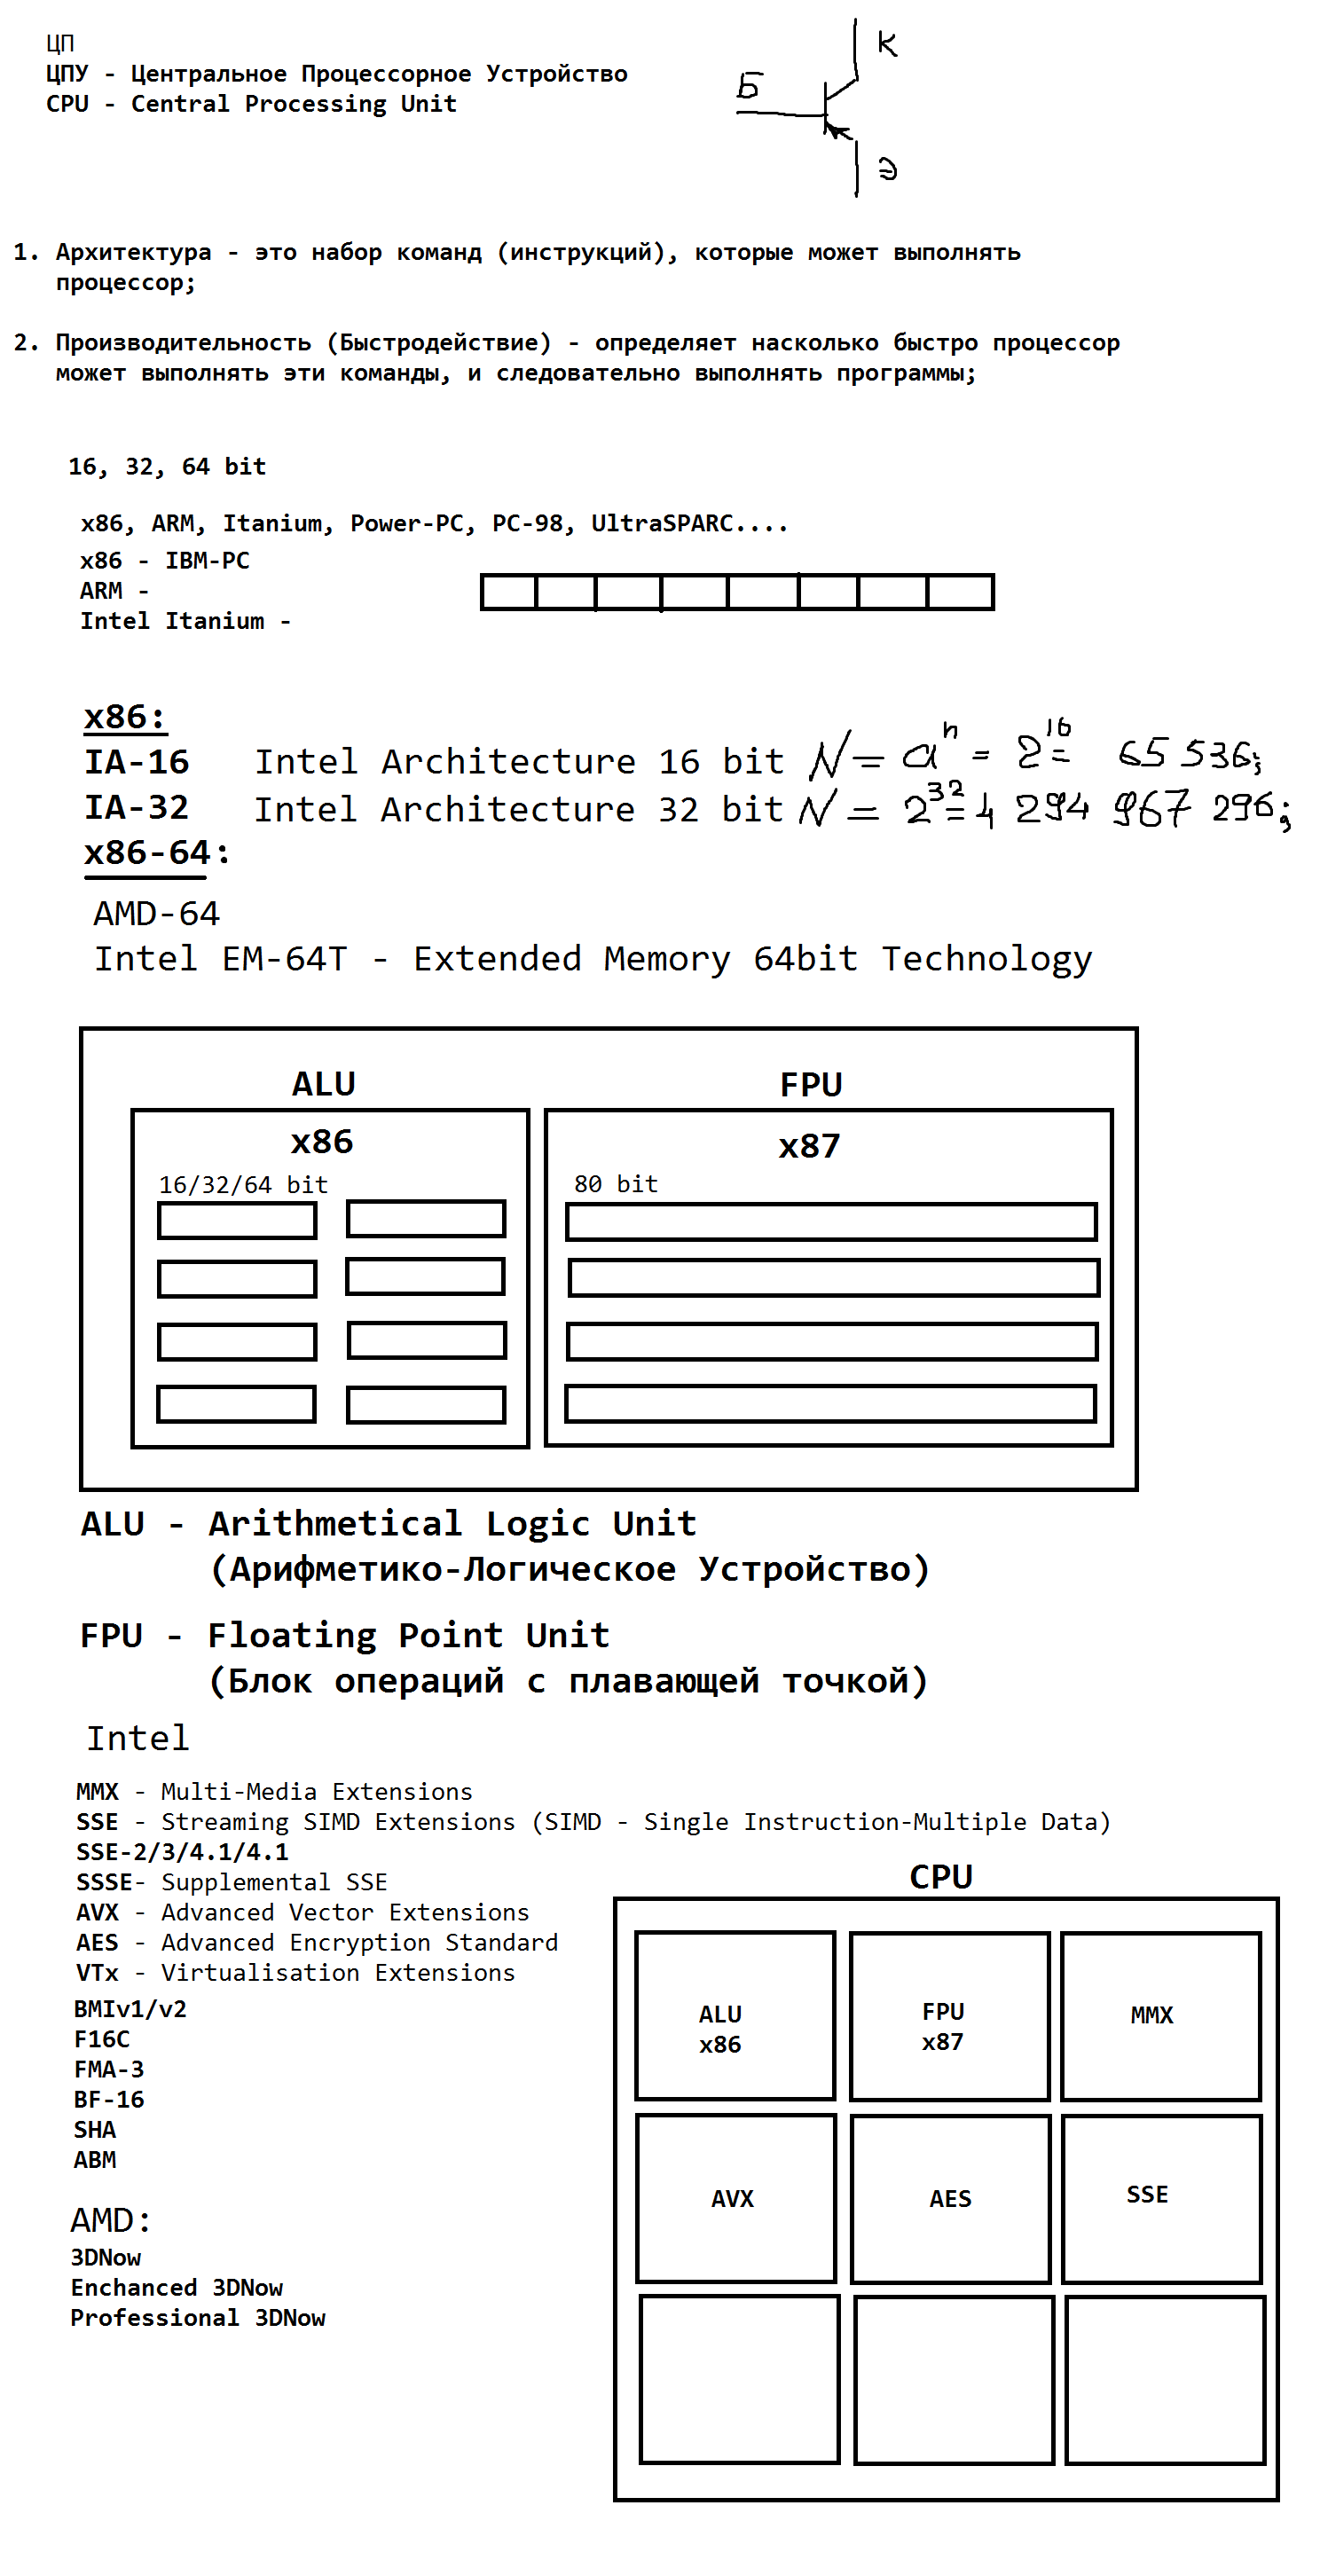 ЦП
ЦПУ - Центральное Процессорное Устройство
CPU - Central Processing Unit
К
Б
Э
1. Архитектура - это набор команд (инструкций), которые может выполнять
процессор;
2. Производительность (Быстродействие) - определяет насколько быстро процессор
может выполнять эти команды, и следовательно выполнять программы;
16, 32, 64 bit
x86, ARM, Itanium, Power-PC, PC-98, UltraSPARC....
x86 - IBM-PC
ARM -
Intel Itanium -
x86:
IA-16 Intel Architecture 16 bit N = aⁿ = 2¹⁶ = 65 536;
IA-32 Intel Architecture 32 bit N = 2³² = 4 294 967 296;
x86-64:
AMD-64
Intel EM-64T - Extended Memory 64bit Technology
ALU FPU
x86 x87
16/32/64 bit 80 bit
ALU - Arithmetical Logic Unit
(Арифметико-Логическое Устройство)
FPU - Floating Point Unit
(Блок операций с плавающей точкой)
Intel
MMX - Multi-Media Extensions
SSE - Streaming SIMD Extensions (SIMD - Single Instruction-Multiple Data)
SSE-2/3/4.1/4.1
SSSE- Supplemental SSE
AVX - Advanced Vector Extensions
AES - Advanced Encryption Standard
VTx - Virtualisation Extensions
BMIv1/v2
F16C
FMA-3
BF-16
SHA
ABM
AMD:
3DNow
Enchanced 3DNow
Professional 3DNow
CPU
ALU
x86
FPU
x87
MMX
AVX
AES
SSE